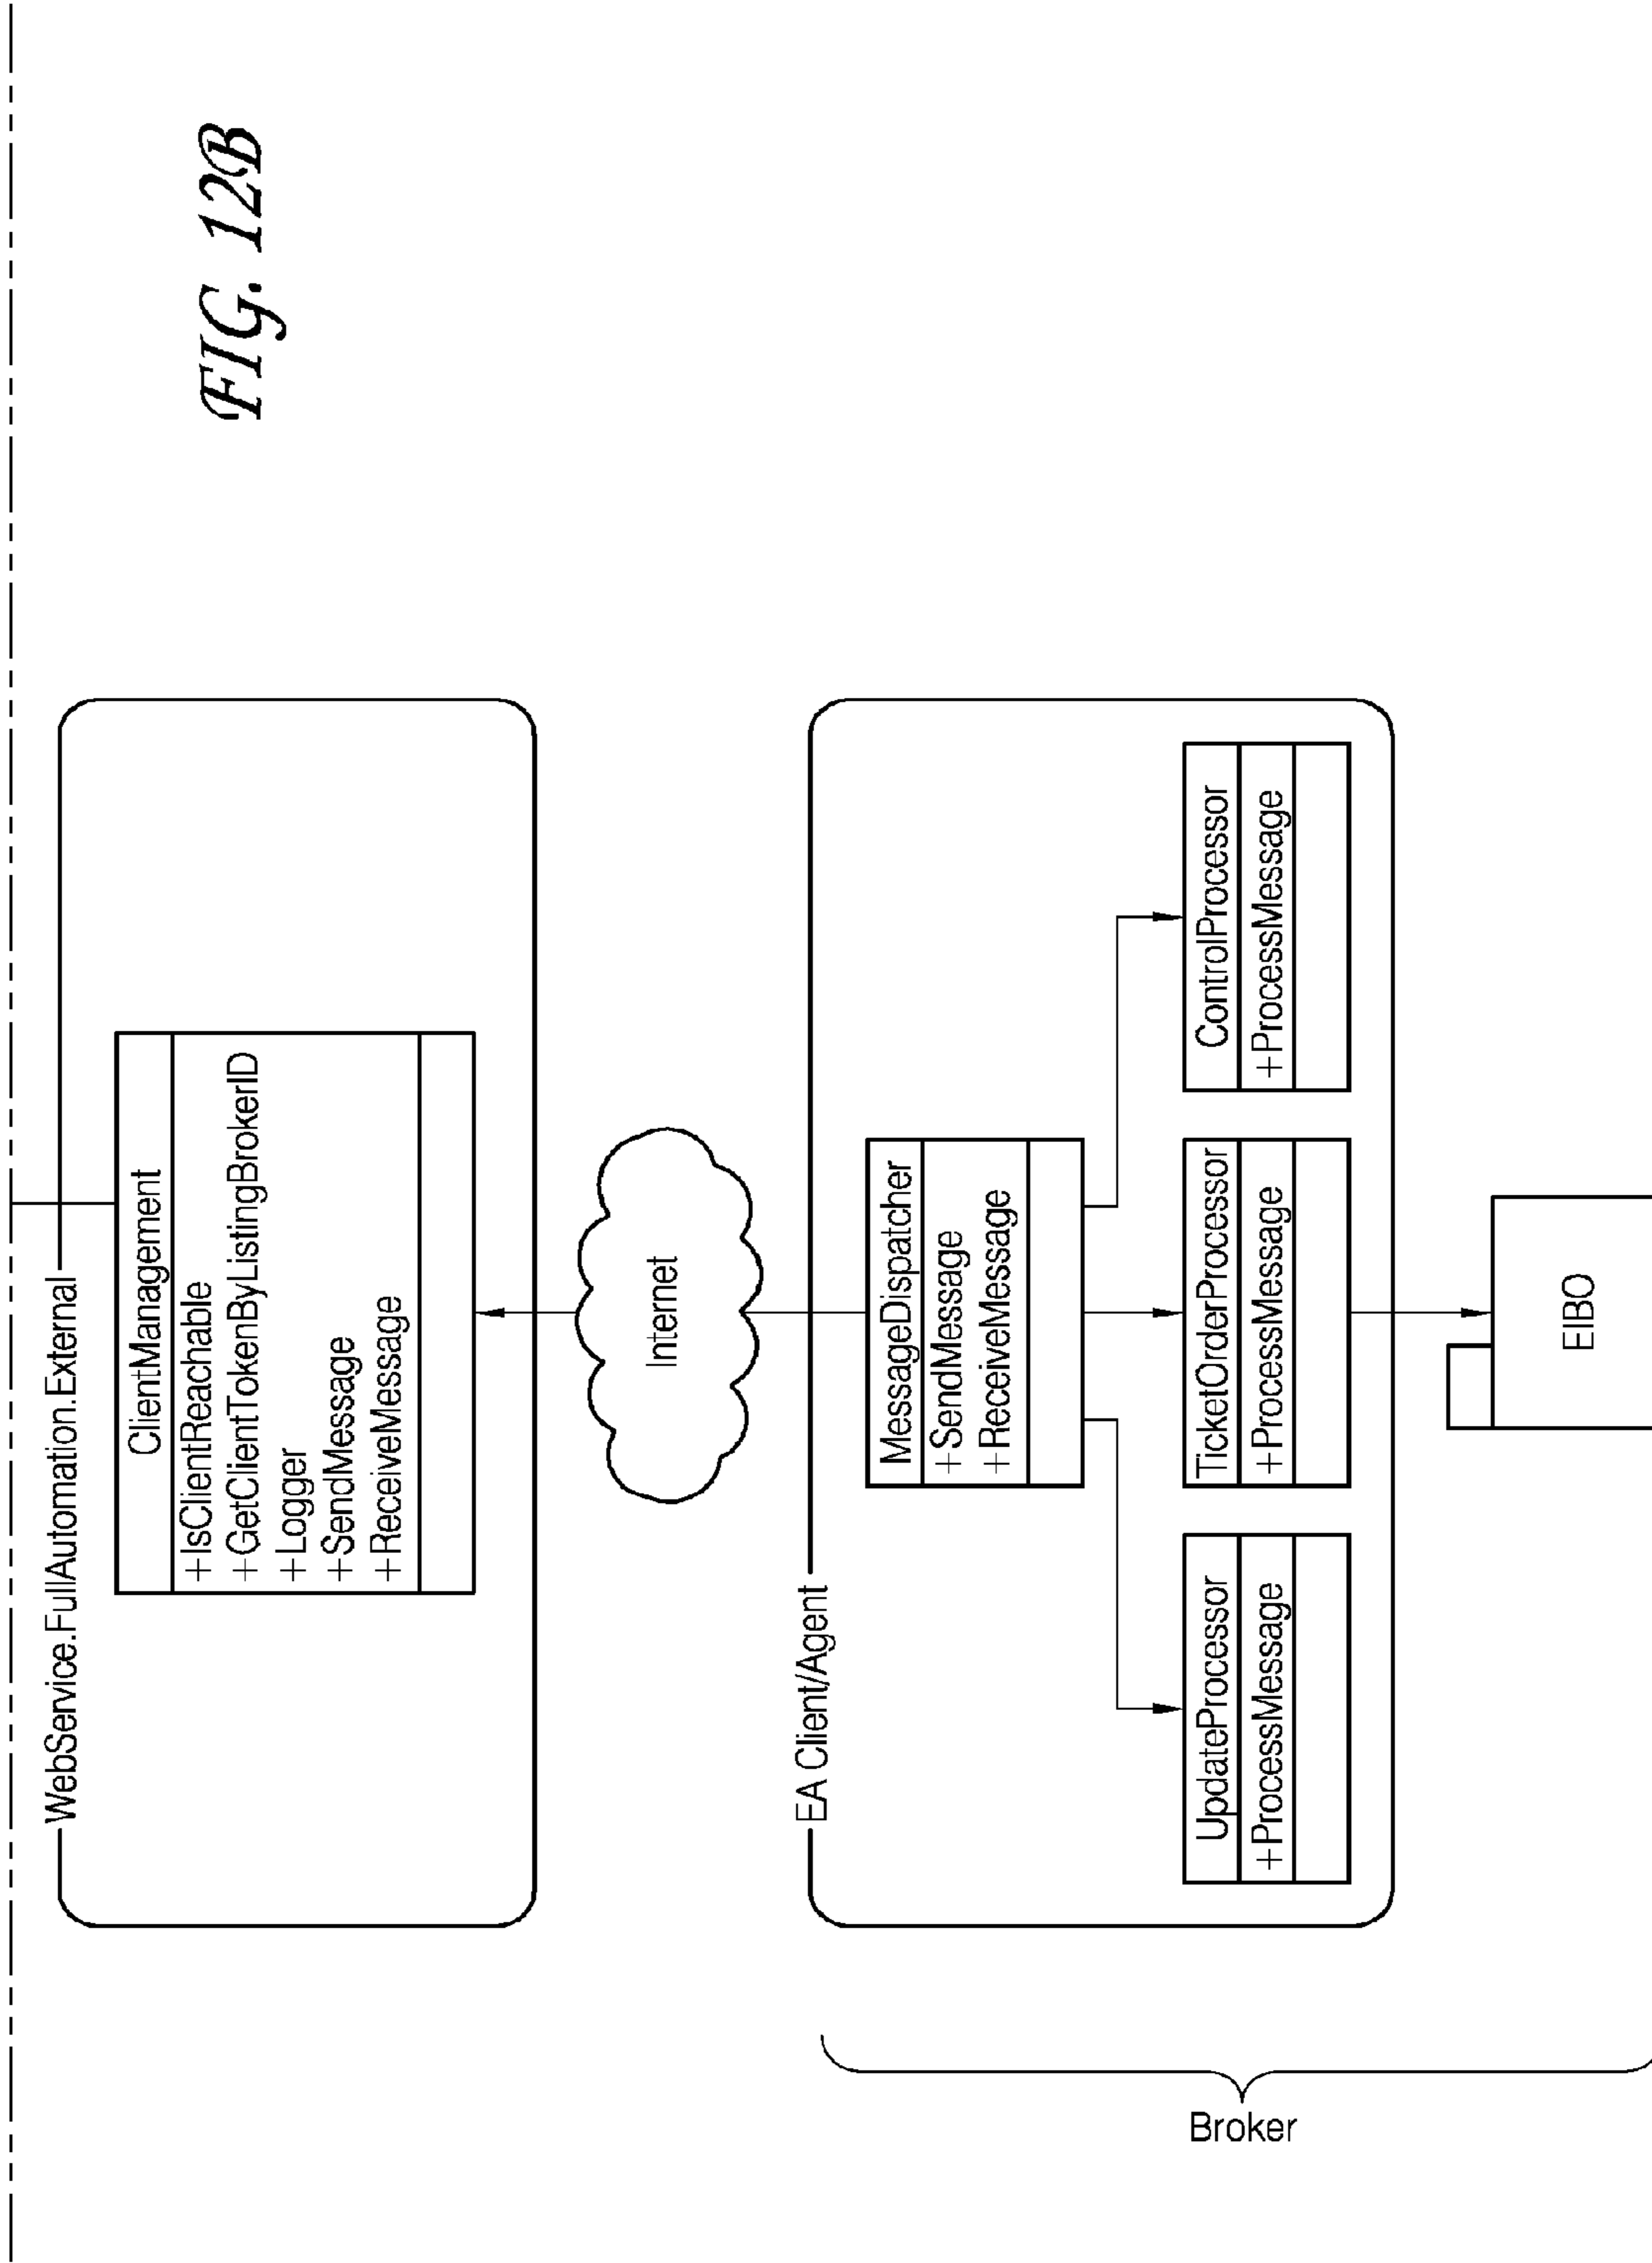 FIG. 12B
WebService.FullAutomation.External
ClientManagement
+IsClientReachable
+GetClientTokenByListingBrokerID
+Logger
+SendMessage
+ReceiveMessage
Internet
EA Client/Agent
MessageDispatcher
+SendMessage
+ReceiveMessage
UpdateProcessor
+ProcessMessage
TicketOrderProcessor
+ProcessMessage
ControlProcessor
+ProcessMessage
EIBO
Broker